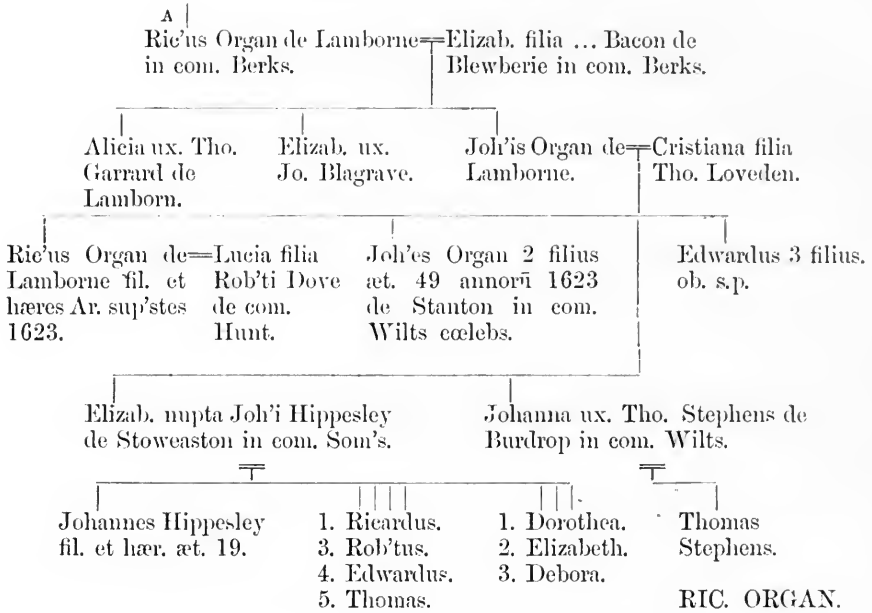 A
Ric'us Organ de Lamborne
in com. Berks.
Elizab. filia ... Bacon de
Blewberie in com. Berks.
Alicia ux. Tho.
Garrard de
Lamborn.
Elizab. ux.
Jo. Blagrave.
Joh'is Organ de
Lamborne.
Cristiana filia
Tho. Loveden.
Ric'us Organ de
Lamborne fil. et
hæres Ar. sup'stes
1623.
Lucia filia
Rob'ti Dove
de com.
Hunt.
Joh'es Organ 2 filius
æt. 49 annorū 1623
de Stanton in com.
Wilts cœlebs.
Edwardus 3 filius.
ob. s.p.
Elizab. nupta Joh'i Hippesley
de Stoweaston in com. Som's.
Johanna ux. Tho. Stephens de
Burdrop in com. Wilts.
Johannes Hippesley
fil. et hær. æt. 19.
1. Ricardus.
3. Rob'tus.
4. Edwardus.
5. Thomas.
1. Dorothea.
2. Elizabeth.
3. Debora.
Thomas
Stephens.
RIC. ORGAN.